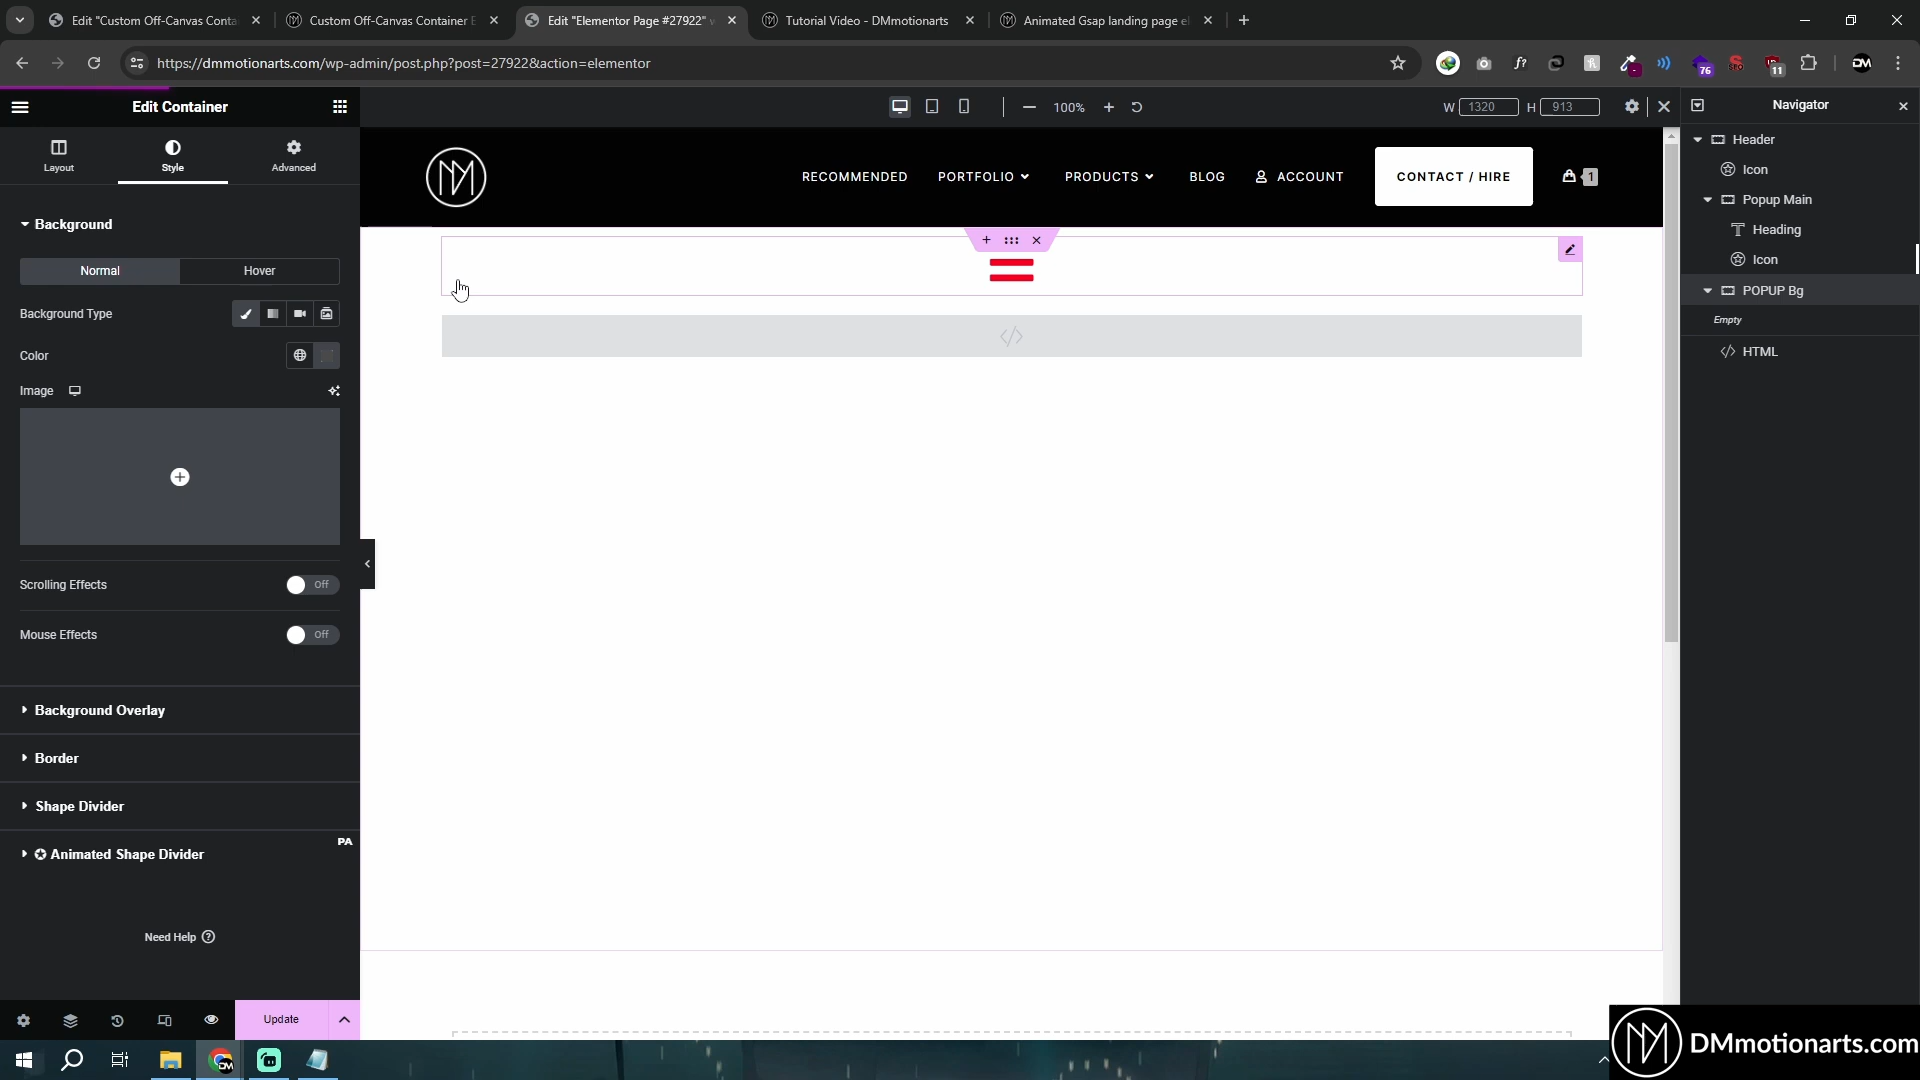 Edit "Custom Off-Canvas Conta
Custom Off-Canvas Container E
Edit "Elementor Page #27922" v
Tutorial Video - DMmotionarts
Animated Gsap landing page el
https://dmmotionarts.com/wp-admin/post.php?post=27922&action=elementor
76
11
DM
Edit Container
100%
W 1320 H 913
Navigator
Layout
Style
Advanced
Background
Normal
Hover
Background Type
Color
Image
Scrolling Effects
Off
Mouse Effects
Off
Background Overlay
Border
Shape Divider
PA
Animated Shape Divider
Need Help
Update
RECOMMENDED
PORTFOLIO
PRODUCTS
BLOG
ACCOUNT
CONTACT / HIRE
1
Header
Icon
Popup Main
Heading
Icon
POPUP Bg
Empty
HTML
DMmotionarts.com